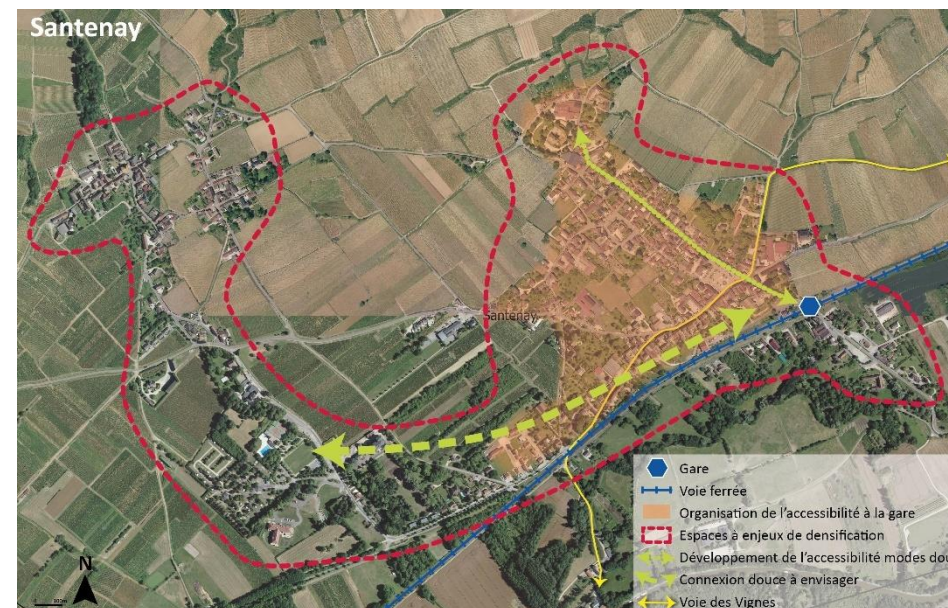 Santenay
Santenay
Gare
Voie ferrée
Organisation de l'accessibilité à la gare
Espaces à enjeux de densification
Développement de l'accessibilité modes dou
Connexion douce à envisager
Voie des Vignes
N